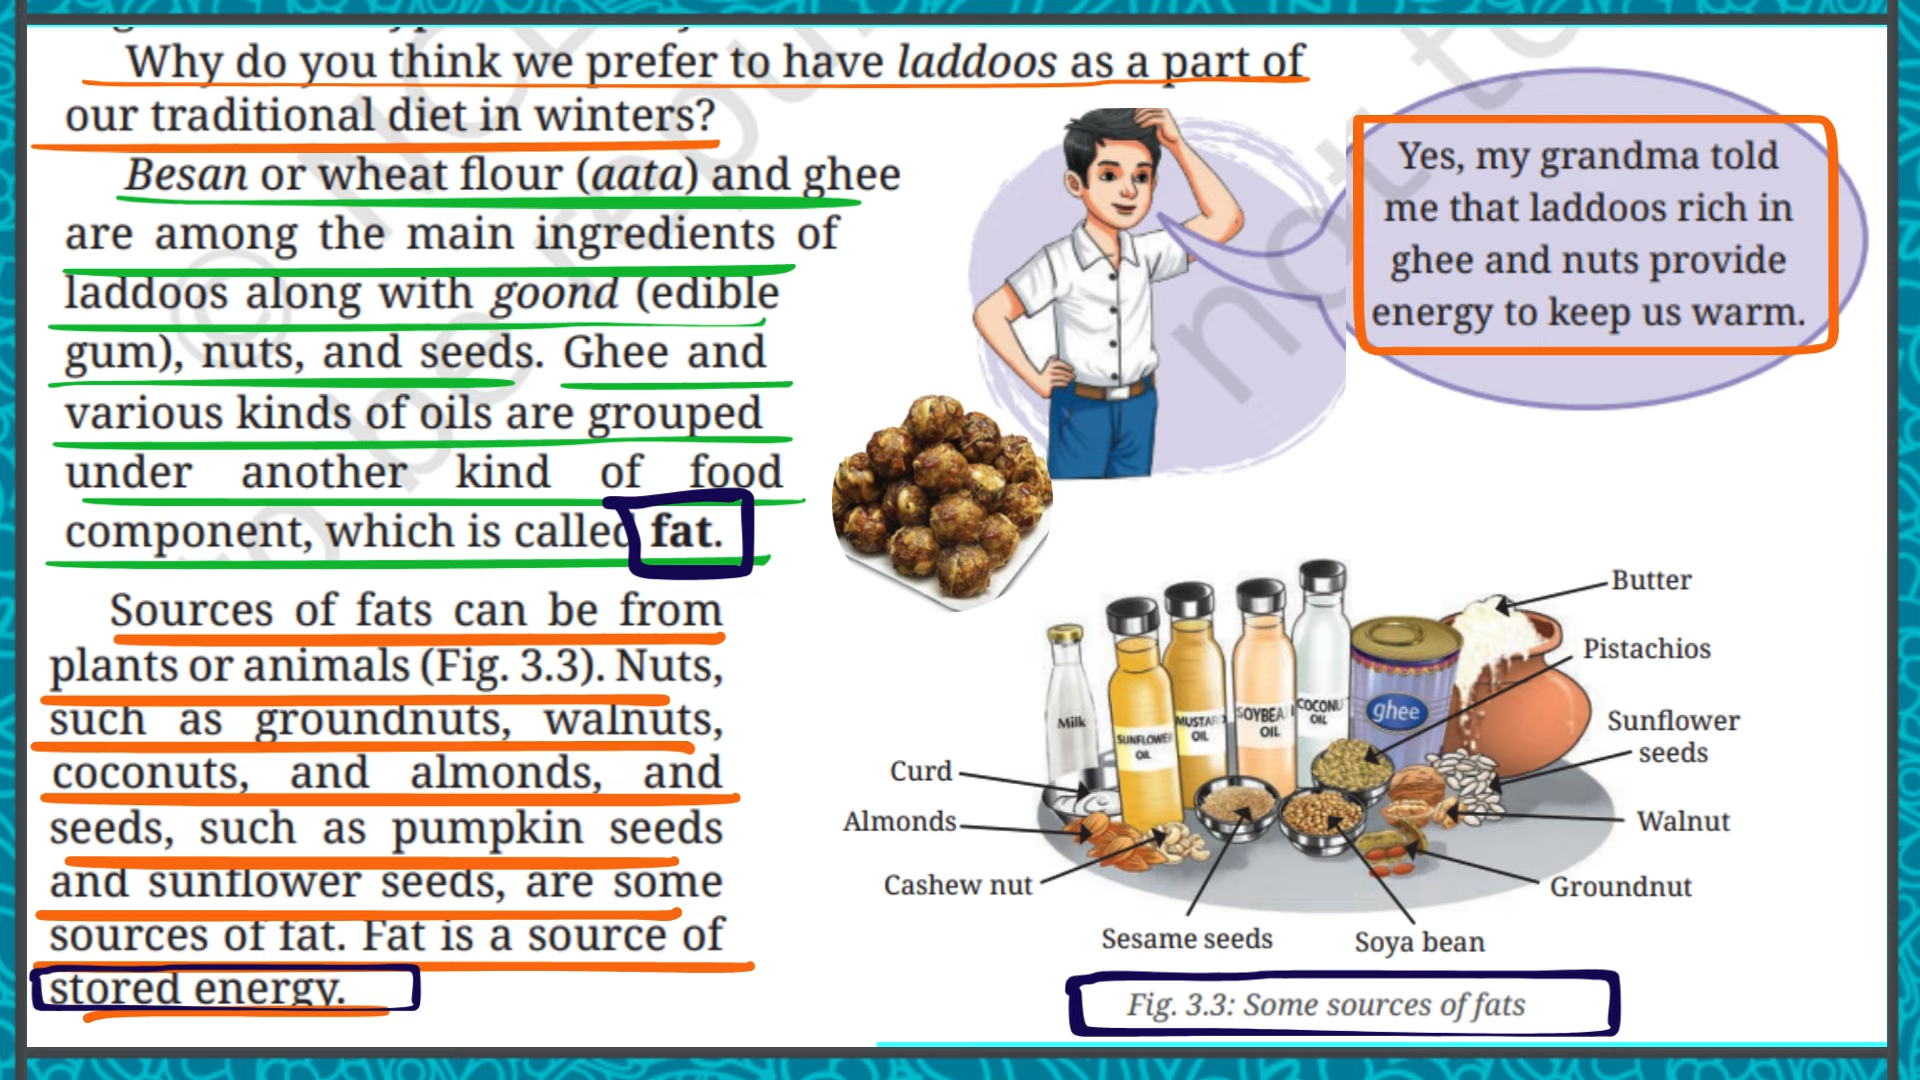 Why do you think we prefer to have laddoos as a part of
our traditional diet in winters?
Besan or wheat flour (aata) and ghee
are among the main ingredients of
laddoos along with goond (edible
gum), nuts, and seeds. Ghee and
various kinds of oils are grouped
under another kind of food
component, which is called fat.
Sources of fats can be from
plants or animals (Fig. 3.3). Nuts,
such as groundnuts, walnuts,
coconuts, and almonds, and
seeds, such as pumpkin seeds
and sunflower seeds, are some
sources of fat. Fat is a source of
stored energy.
Yes, my grandma told
me that laddoos rich in
ghee and nuts provide
energy to keep us warm.
Butter
Pistachios
Sunflower
seeds
Walnut
Groundnut
Soya bean
Sesame seeds
Cashew nut
Almonds
Curd
Milk
SUNFLOWER
OIL
MUSTARD
OIL
SOYBEA
OIL
COCONU
OIL
ghee
Fig. 3.3: Some sources of fats